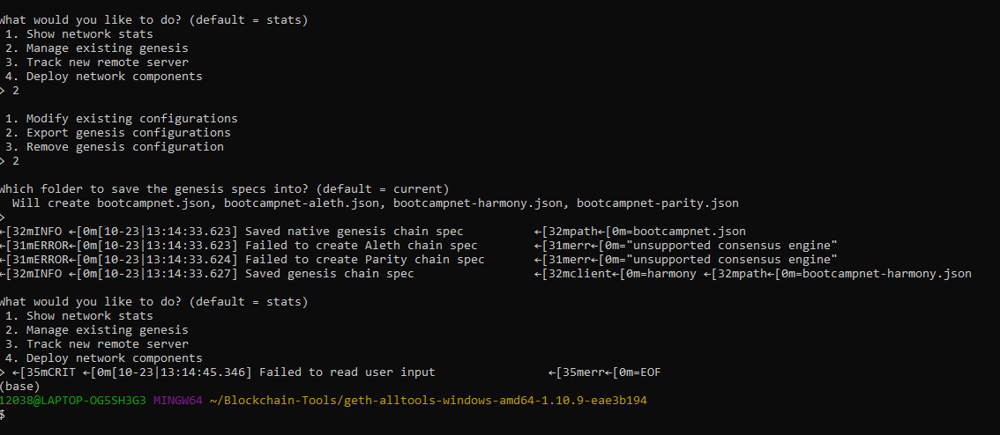 What would you like to do? (default = stats)
1. Show network stats
2. Manage existing genesis
3. Track new remote server
4. Deploy network components
> 2
1. Modify existing configurations
2. Export genesis configurations
3. Remove genesis configuration
> 2
Which folder to save the genesis specs into? (default = current)
Will create bootcampnet.json, bootcampnet-aleth.json, bootcampnet-harmony.json, bootcampnet-parity.json
>
←[32mINFO ←[0m[10-23|13:14:33.623] Saved native genesis chain spec ←[32mpath←[0m=bootcampnet.json
←[31mERROR←[0m[10-23|13:14:33.623] Failed to create Aleth chain spec ←[31merr←[0m="unsupported consensus engine"
←[31mERROR←[0m[10-23|13:14:33.624] Failed to create Parity chain spec ←[31merr←[0m="unsupported consensus engine"
←[32mINFO ←[0m[10-23|13:14:33.627] Saved genesis chain spec ←[32mclient←[0m=harmony ←[32mpath←[0m=bootcampnet-harmony.json
What would you like to do? (default = stats)
1. Show network stats
2. Manage existing genesis
3. Track new remote server
4. Deploy network components
> ←[35mCRIT ←[0m[10-23|13:14:45.346] Failed to read user input ←[35merr←[0m=EOF
(base)
12038@LAPTOP-OG5SH3G3 MINGW64 ~/Blockchain-Tools/geth-alltools-windows-amd64-1.10.9-eae3b194
$